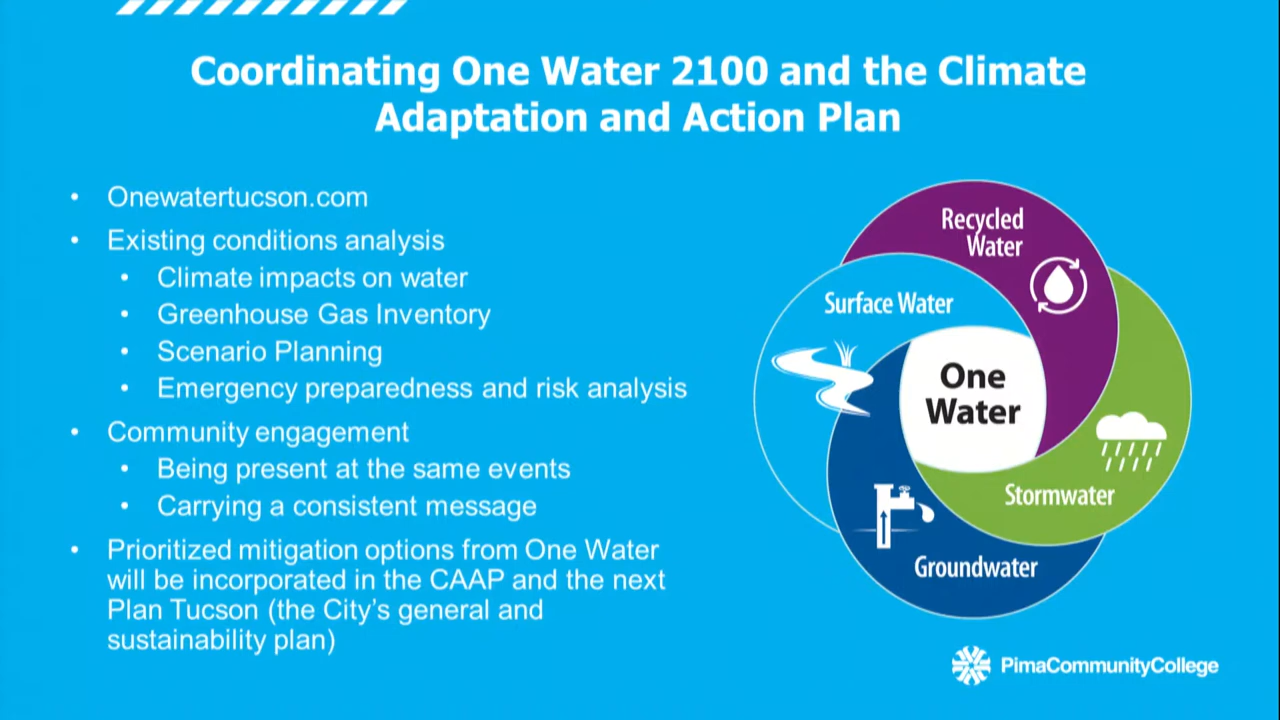 Coordinating One Water 2100 and the Climate
Adaptation and Action Plan
• Onewatertucson.com
• Existing conditions analysis
• Climate impacts on water
• Greenhouse Gas Inventory
• Scenario Planning
• Emergency preparedness and risk analysis
• Community engagement
• Being present at the same events
• Carrying a consistent message
• Prioritized mitigation options from One Water
will be incorporated in the CAAP and the next
Plan Tucson (the City’s general and
sustainability plan)
Recycled
Water
Surface Water
One
Water
Stormwater
Groundwater
PimaCommunityCollege